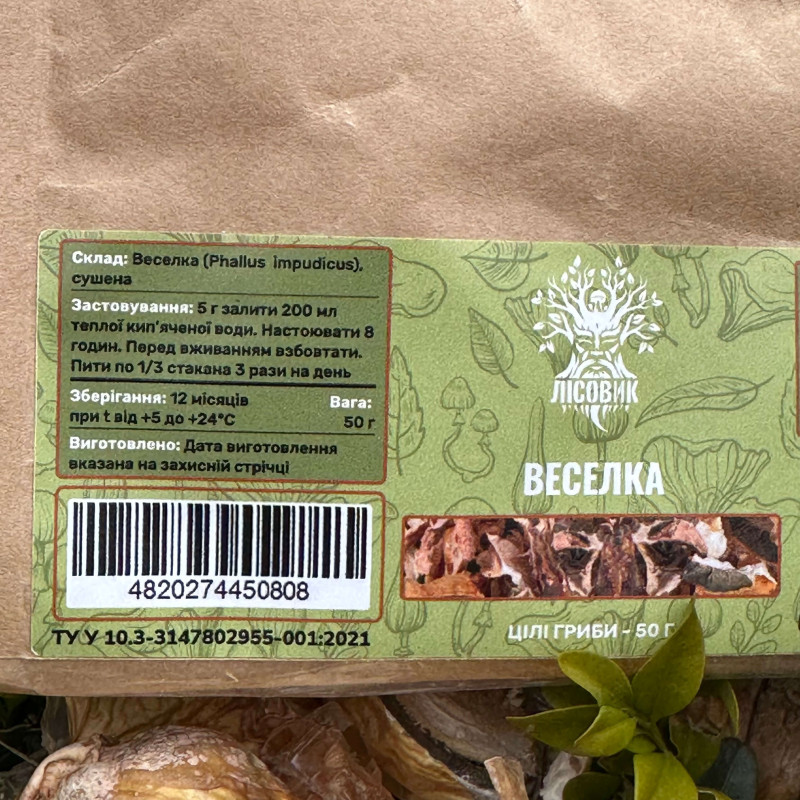 Склад: Веселка (Phallus impudicus),
сушена
Застовування: 5 г залити 200 мл
теплої кип'яченої води. Настоювати 8
годин. Перед вживанням взбовтати.
Пити по 1/3 стакана 3 рази на день
Зберігання: 12 місяців
при t від +5 до +24°C
Вага:
50 г
Виготовлено: Дата виготовлення
вказана на захисній стрічці
4820274450808
ТУ У 10.3-3147802955-001:2021
ЛІСОВИК
ВЕСЕЛКА
ЦІЛІ ГРИБИ - 50 Г